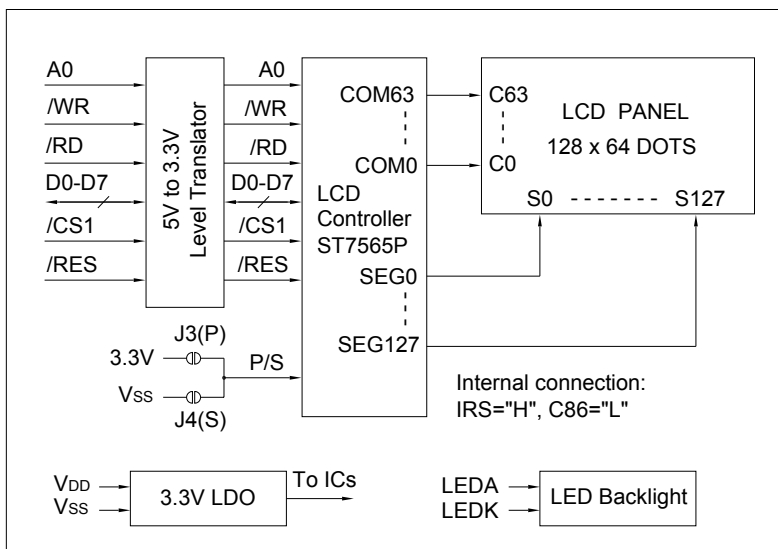 A0
/WR
/RD
D0-D7
/CS1
/RES
5V to 3.3V
Level Translator
A0
/WR
/RD
D0-D7
/CS1
/RES
LCD
Controller
ST7565P
COM63
COM0
SEG0
SEG127
C63
C0
LCD PANEL
128 x 64 DOTS
S0 ------- S127
J3(P)
3.3V
P/S
VSS
J4(S)
Internal connection:
IRS="H", C86="L"
VDD
VSS
3.3V LDO
To ICs
LEDA
LEDK
LED Backlight